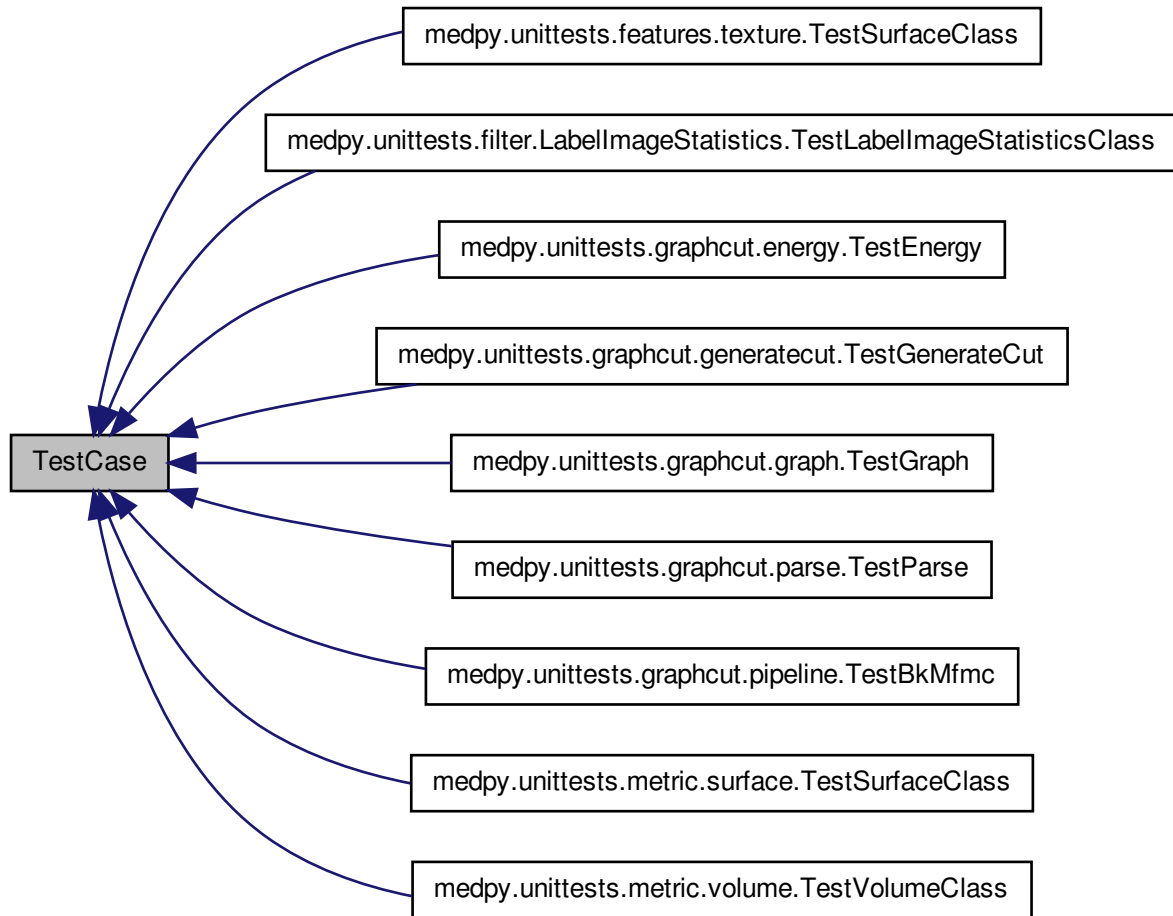 medpy.unittests.features.texture.TestSurfaceClass
medpy.unittests.filter.LabelImageStatistics.TestLabelImageStatisticsClass
medpy.unittests.graphcut.energy.TestEnergy
medpy.unittests.graphcut.generatecut.TestGenerateCut
TestCase
medpy.unittests.graphcut.graph.TestGraph
medpy.unittests.graphcut.parse.TestParse
medpy.unittests.graphcut.pipeline.TestBkMfmc
medpy.unittests.metric.surface.TestSurfaceClass
medpy.unittests.metric.volume.TestVolumeClass